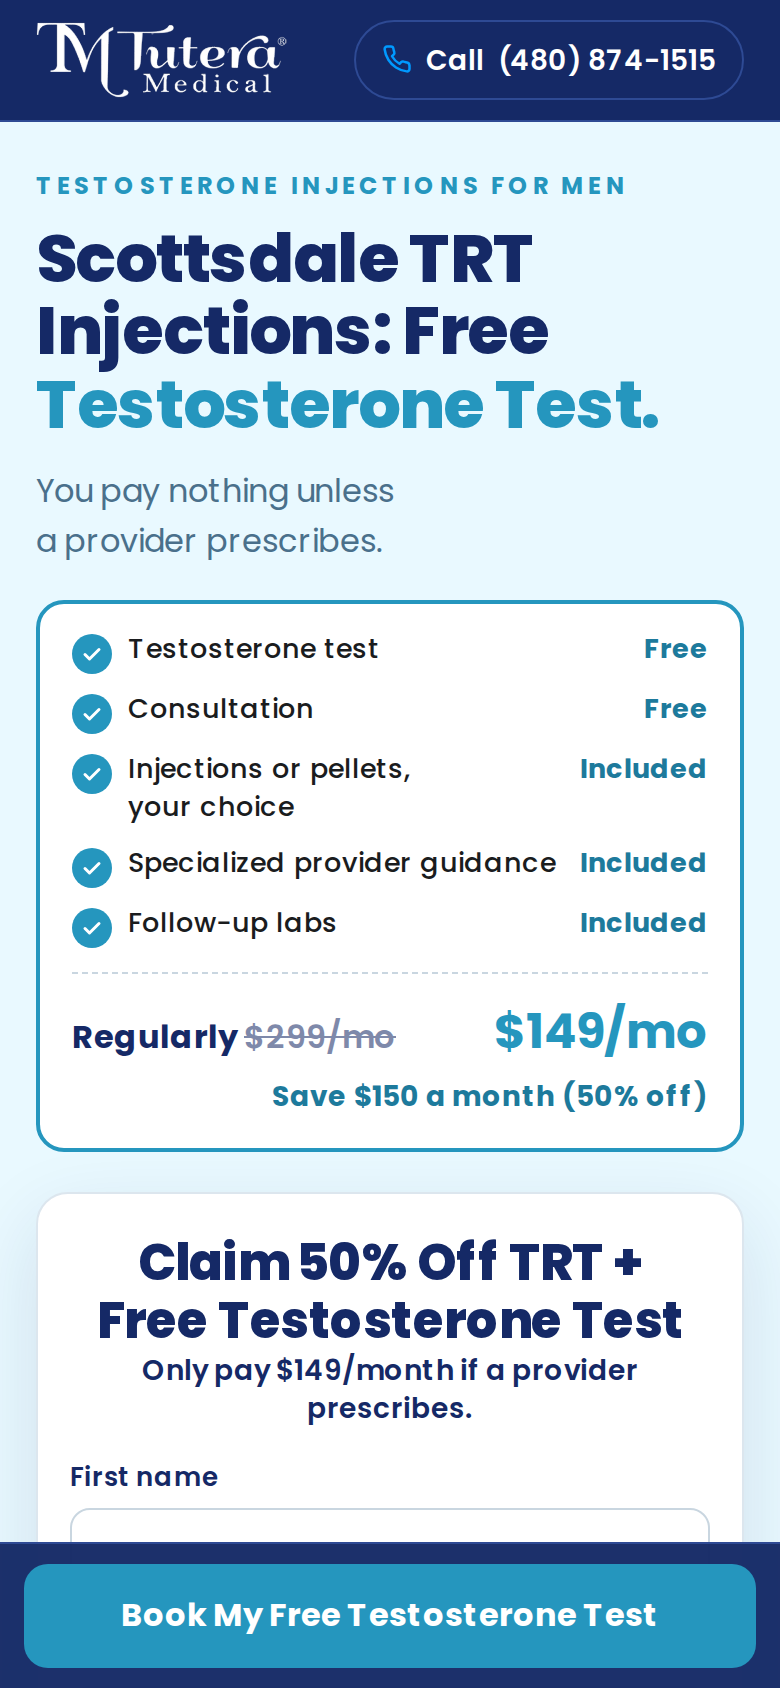 TM Tutera®
Medical
Call (480) 874-1515
TESTOSTERONE INJECTIONS FOR MEN
Scottsdale TRT
Injections: Free
Testosterone Test.
You pay nothing unless
a provider prescribes.
Testosterone test Free
Consultation Free
Injections or pellets, Included
your choice
Specialized provider guidance Included
Follow-up labs Included
Regularly $299/mo $149/mo
Save $150 a month (50% off)
Claim 50% Off TRT +
Free Testosterone Test
Only pay $149/month if a provider
prescribes.
First name
Book My Free Testosterone Test